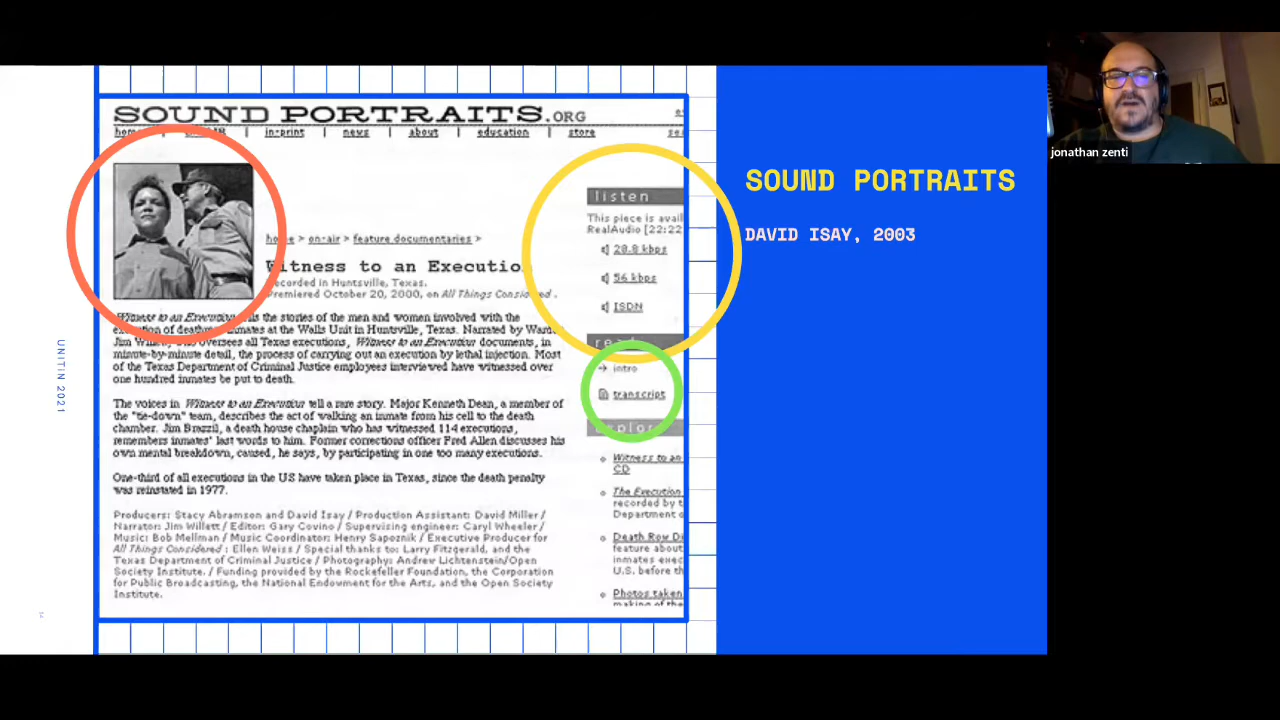 SOUND PORTRAITS.ORG
in-print | news | about | education | store
home > on-air > feature documentaries >
Witness to an Execution
Recorded in Huntsville, Texas.
Premiered October 20, 2000, on All Things Considered.
Witness to an Execution tells the stories of the men and women involved with the
execution of death inmates at the Walls Unit in Huntsville, Texas. Narrated by Warden
Jim Willett, who oversees all Texas executions, Witness to an Execution documents, in
minute-by-minute detail, the process of carrying out an execution by lethal injection. Most
of the Texas Department of Criminal Justice employees interviewed have witnessed over
one hundred inmates be put to death.
The voices in Witness to an Execution tell a rare story. Major Kenneth Dean, a member of
the "tie-down" team, describes the act of walking an inmate from his cell to the death
chamber. Jim Brazzil, a death house chaplain who has witnessed 114 executions,
remembers inmates' last words to him. Former corrections officer Fred Allen discusses his
own mental breakdown, caused, he says, by participating in one too many executions.
One-third of all executions in the US have taken place in Texas, since the death penalty
was reinstated in 1977.
Producers: Stacy Abramson and David Isay / Production Assistant: David Miller /
Narrator: Jim Willett / Editor: Gary Covino / Supervising engineer: Caryl Wheeler /
Music: Bob Mellman / Music Coordinator: Henry Sapoznik / Executive Producer for
All Things Considered : Ellen Weiss / Special thanks to: Larry Fitzgerald, and the
Texas Department of Criminal Justice / Photography: Andrew Lichtenstein/Open
Society Institute. / Funding provided by the Rockefeller Foundation, the Corporation
for Public Broadcasting, the National Endowment for the Arts, and the Open Society
Institute.
listen
This piece is avail
RealAudio [22:22
28.8 kbps
56 kbps
ISDN
read
intro
transcript
explor
Witness to an
CD
The Execution
recorded by t
Department o
Death Row Di
feature about
inmates exec
U.S. before th
Photos taken
making of the
SOUND PORTRAITS
DAVID ISAY, 2003
UNITIN 2021
jonathan zenti